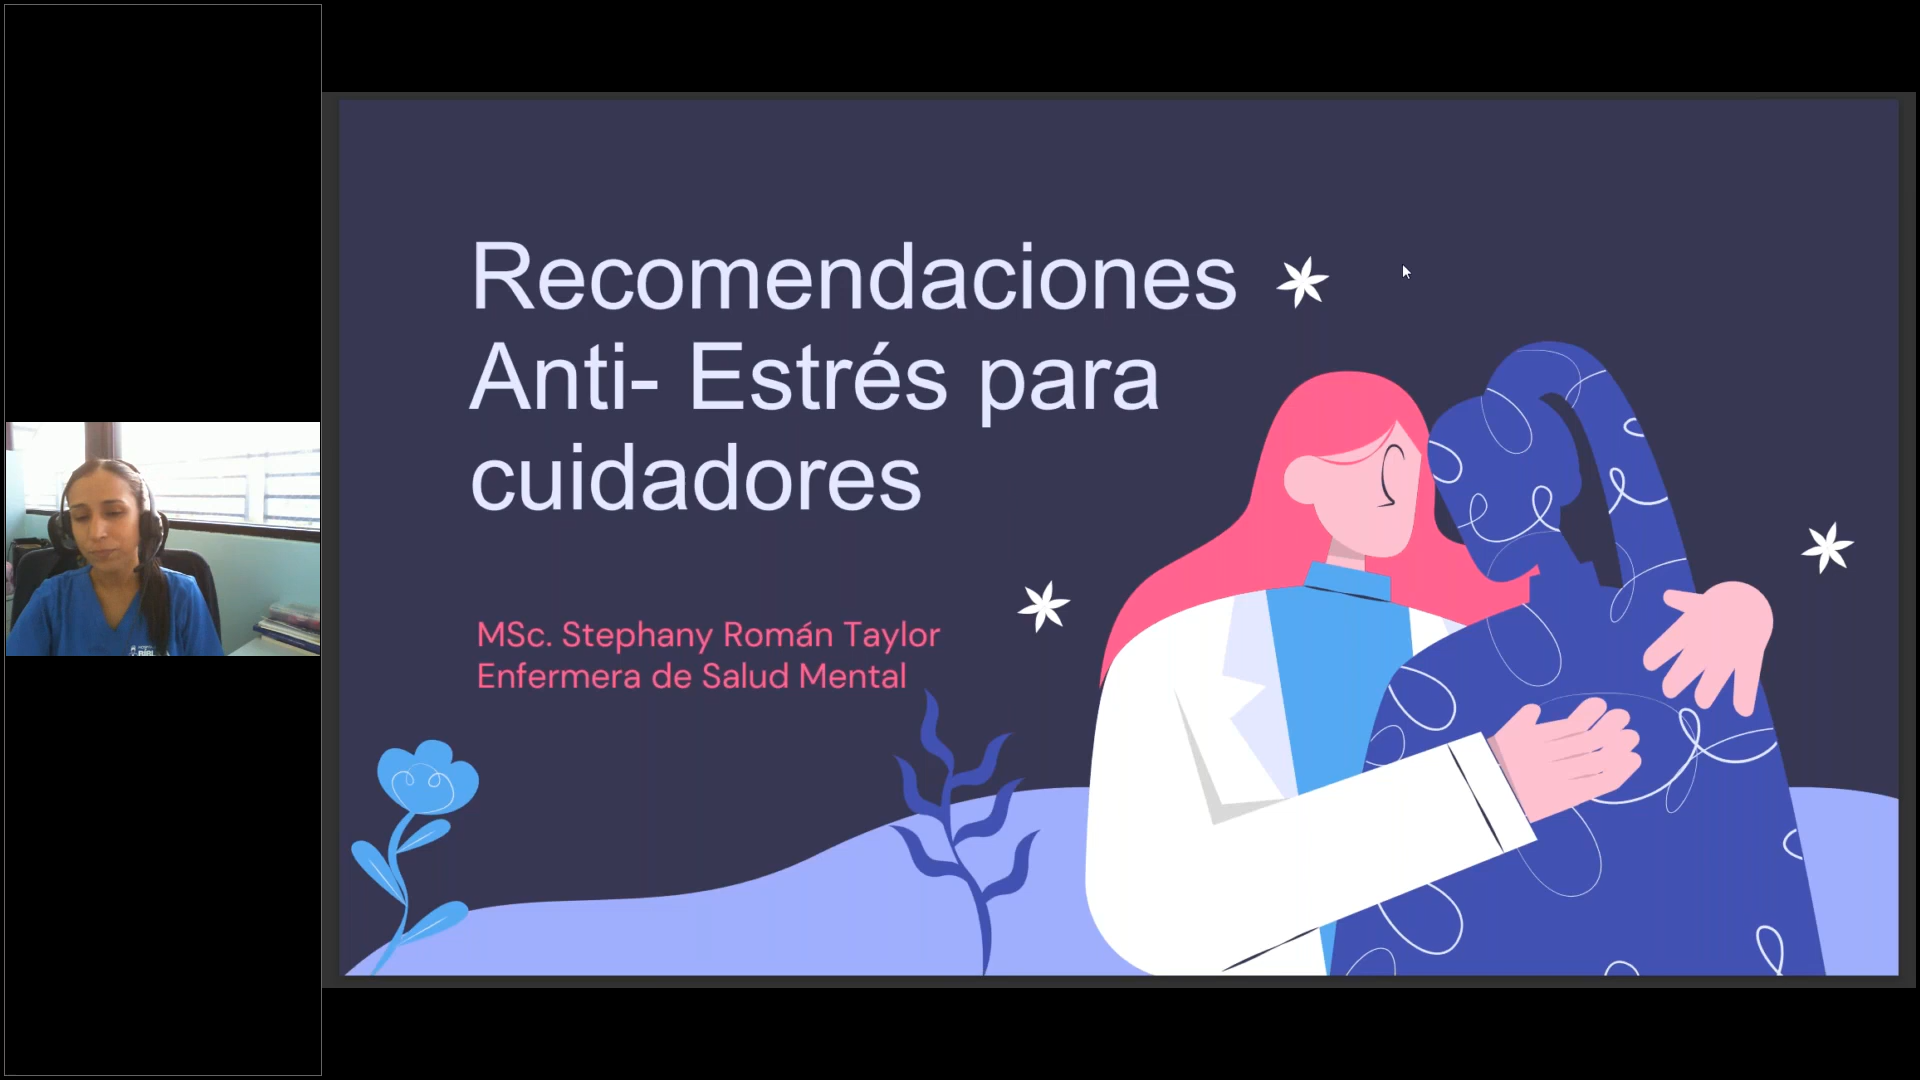 Recomendaciones
Anti- Estrés para
cuidadores
MSc. Stephany Román Taylor
Enfermera de Salud Mental